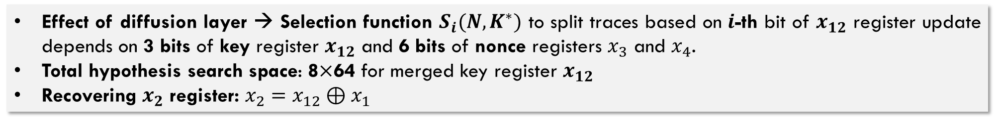 • Effect of diffusion layer → Selection function Sᵢ(N, K*) to split traces based on i-th bit of x₁₂ register update
depends on 3 bits of key register x₁₂ and 6 bits of nonce registers x₃ and x₄.
• Total hypothesis search space: 8×64 for merged key register x₁₂
• Recovering x₂ register: x₂ = x₁₂ ⊕ x₁